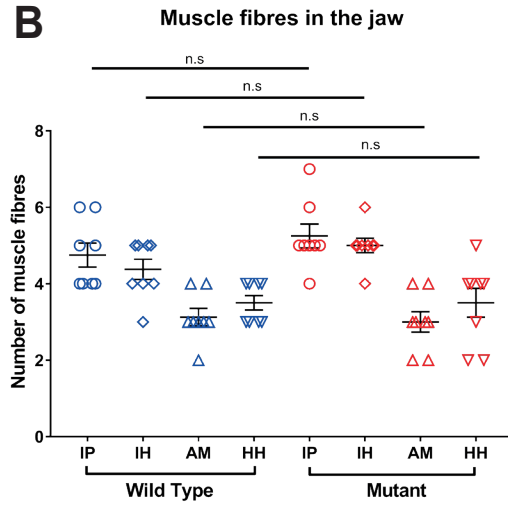 B
Muscle fibres in the jaw
n.s
n.s
n.s
n.s
Number of muscle fibres
8
6
4
2
0
IP IH AM HH IP IH AM HH
Wild Type Mutant